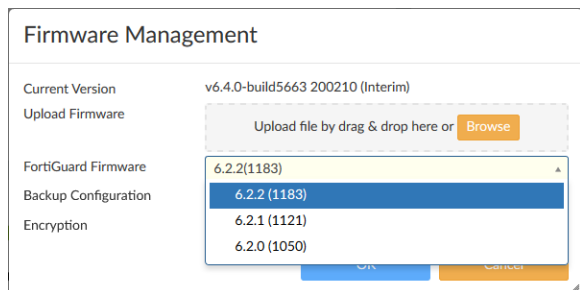 Firmware Management
Current Version v6.4.0-build5663 200210 (Interim)
Upload Firmware
Upload file by drag & drop here or Browse
FortiGuard Firmware 6.2.2(1183)
Backup Configuration 6.2.2 (1183)
6.2.1 (1121)
Encryption
6.2.0 (1050)
OK Cancel